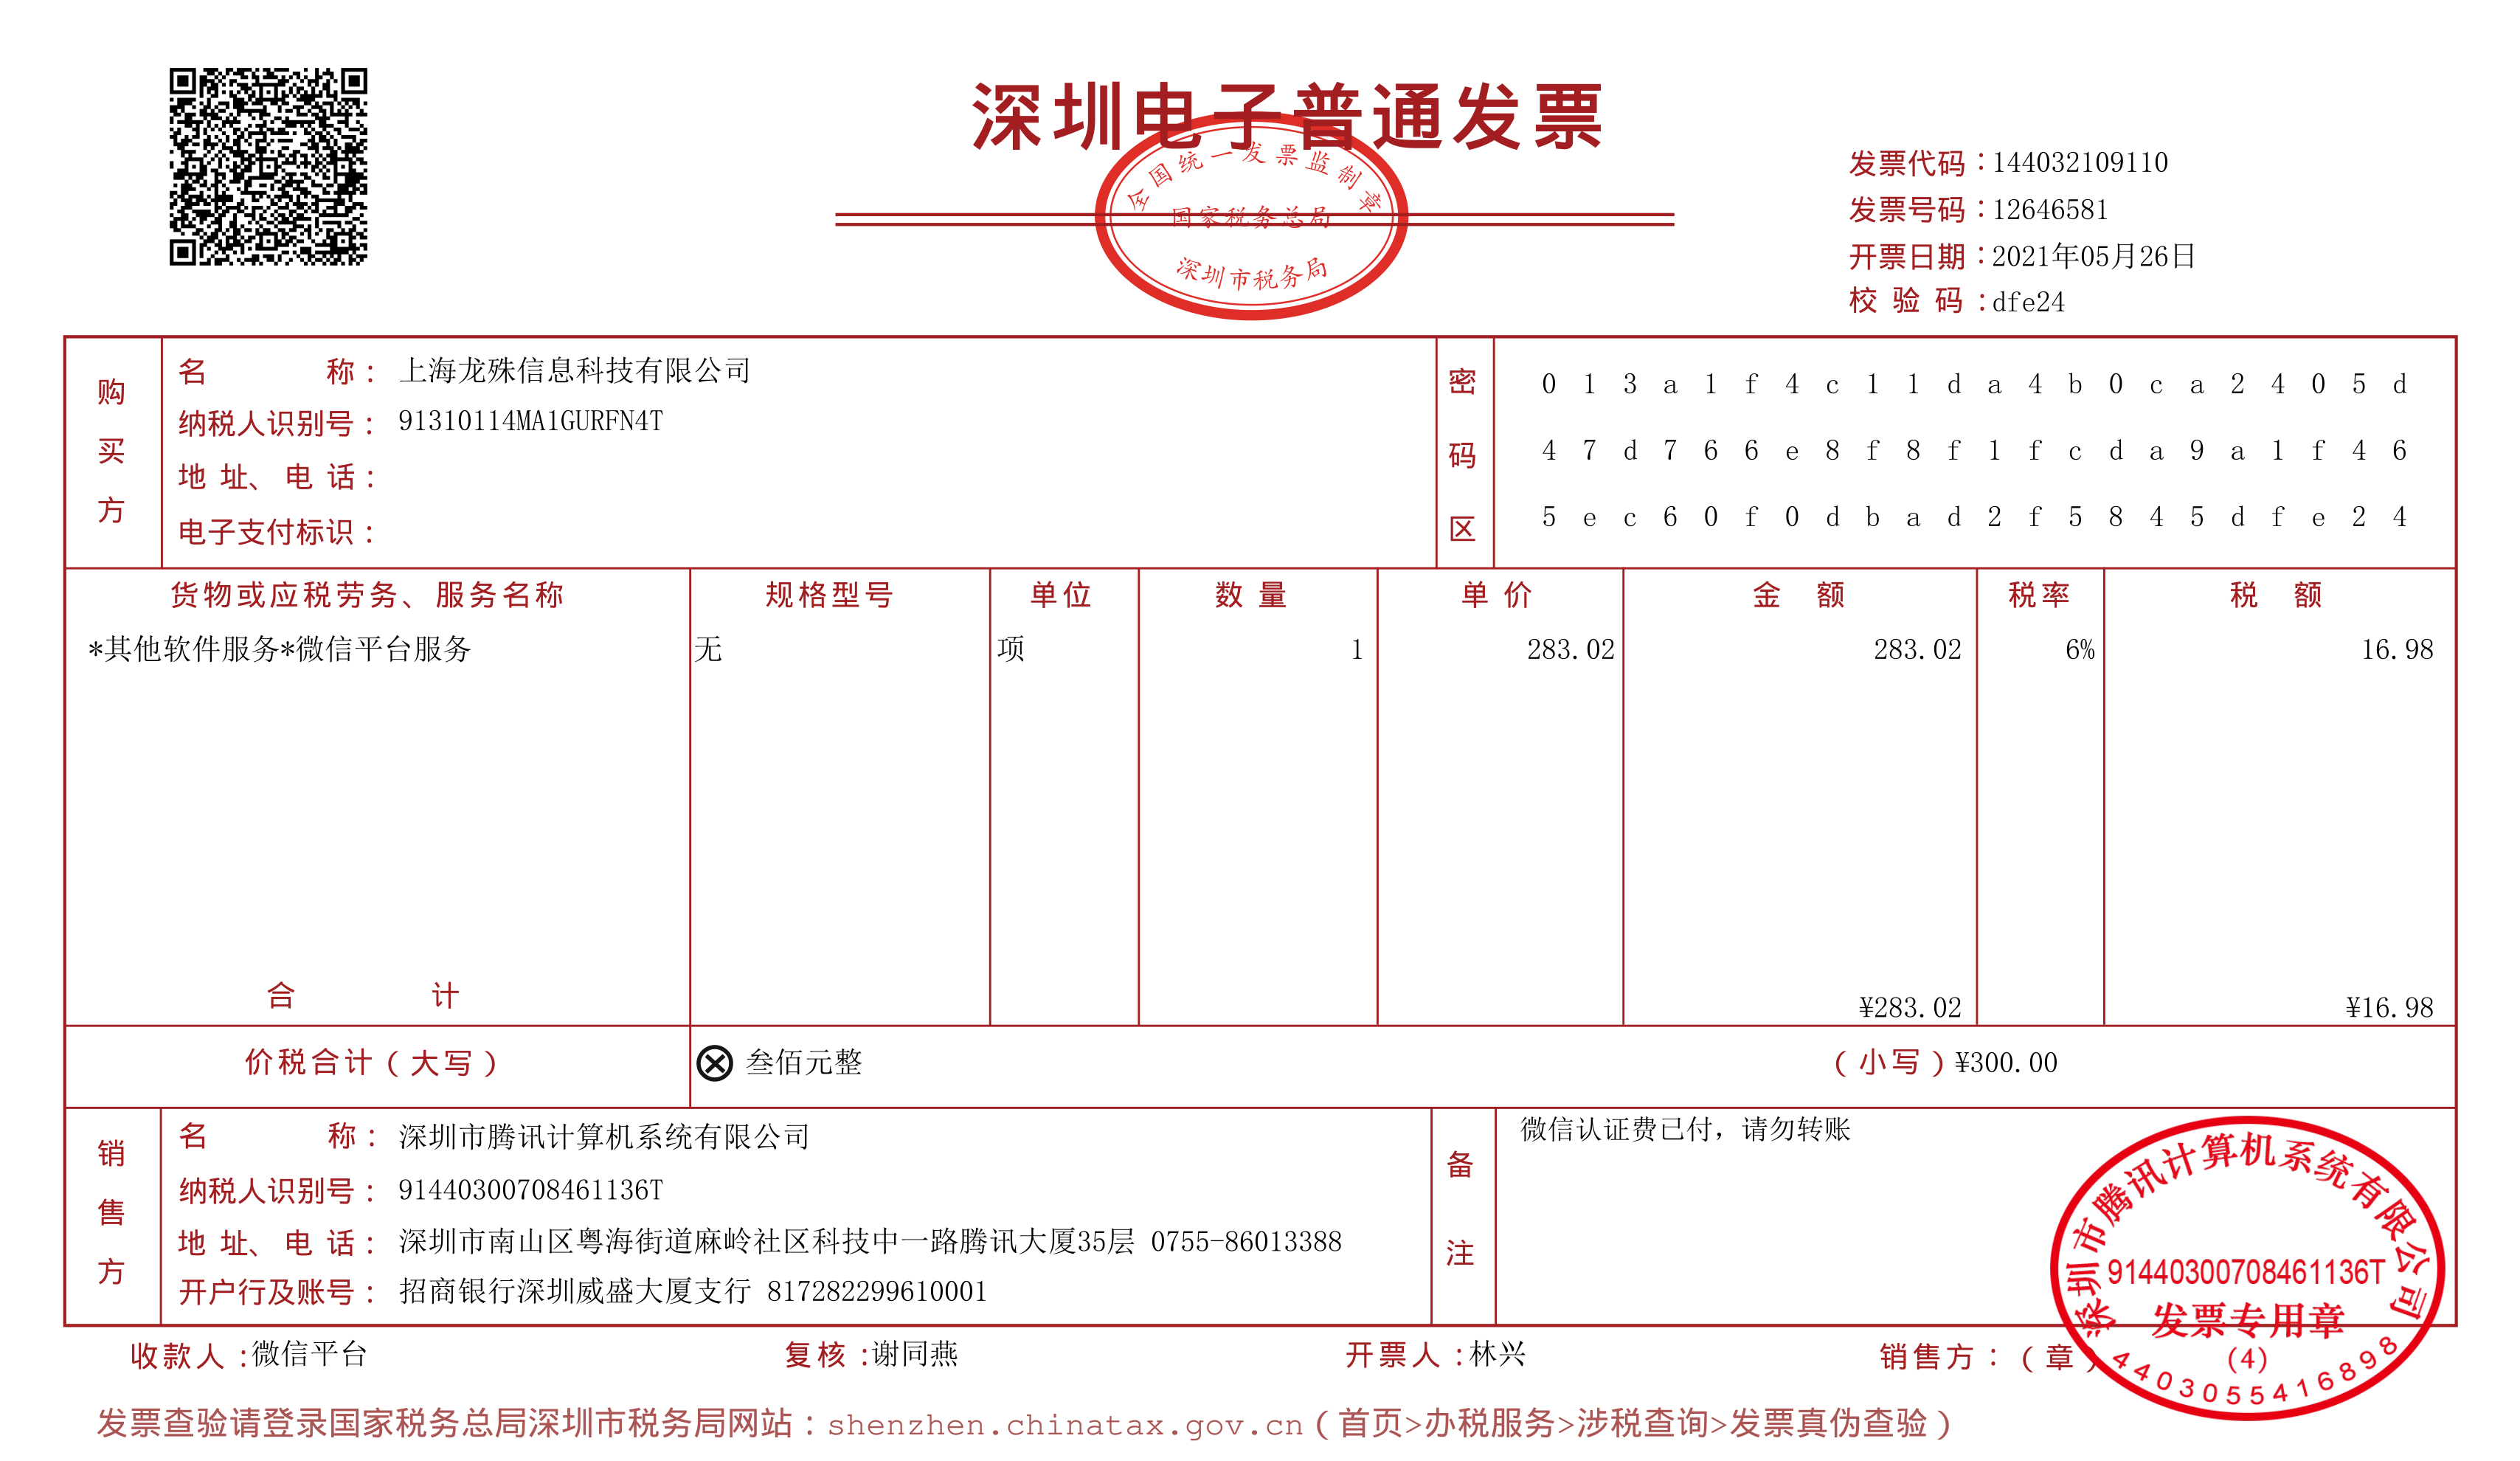 深圳电子普通发票
全国统一发票监制章
国家税务总局
深圳市税务局
发票代码：144032109110
发票号码：12646581
开票日期：2021年05月26日
校 验 码：dfe24
购买方
名 称：上海龙殊信息科技有限公司
纳税人识别号：91310114MA1GURFN4T
地 址、电 话：
电子支付标识：
密码区
0 1 3 a 1 f 4 c 1 1 d a 4 b 0 c a 2 4 0 5 d
4 7 d 7 6 6 e 8 f 8 f 1 f c d a 9 a 1 f 4 6
5 e c 6 0 f 0 d b a d 2 f 5 8 4 5 d f e 2 4
货物或应税劳务、服务名称 规格型号 单位 数 量 单 价 金 额 税率 税 额
*其他软件服务*微信平台服务 无 项 1 283.02 283.02 6% 16.98
合 计 ¥283.02 ¥16.98
价税合计（大写） ⊗ 叁佰元整 （小写）¥300.00
销售方
名 称：深圳市腾讯计算机系统有限公司
纳税人识别号：91440300708461136T
地 址、电 话：深圳市南山区粤海街道麻岭社区科技中一路腾讯大厦35层 0755-86013388
开户行及账号：招商银行深圳威盛大厦支行 817282299610001
备注
微信认证费已付，请勿转账
深圳市腾讯计算机系统有限公司
91440300708461136T
发票专用章
(4)
4403055416898
收款人：微信平台 复核：谢同燕 开票人：林兴 销售方：（章）
发票查验请登录国家税务总局深圳市税务局网站：shenzhen.chinatax.gov.cn（首页>办税服务>涉税查询>发票真伪查验）